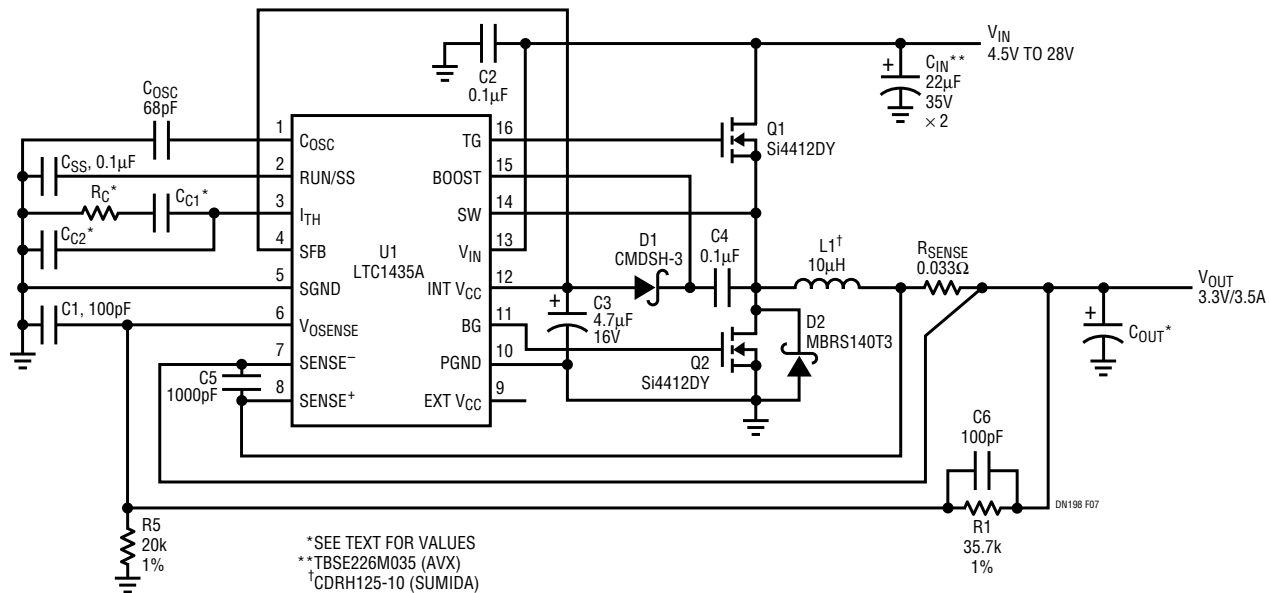 V_IN
4.5V TO 28V
C2
0.1µF
+
C_IN**
22µF
35V
× 2
C_OSC
68pF
1
C_OSC
TG
16
Q1
Si4412DY
C_SS, 0.1µF
2
RUN/SS
BOOST
15
R_C*
C_C1*
3
I_TH
SW
14
C_C2*
4
SFB
U1
LTC1435A
V_IN
13
D1
CMDSH-3
C4
0.1µF
L1†
10µH
R_SENSE
0.033Ω
V_OUT
3.3V/3.5A
5
SGND
INT V_CC
12
+
C3
4.7µF
16V
C1, 100pF
6
V_OSENSE
BG
11
D2
MBRS140T3
+
C_OUT*
7
SENSE−
PGND
10
Q2
Si4412DY
C5
1000pF
8
SENSE+
EXT V_CC
9
C6
100pF
DN198 F07
R1
35.7k
1%
R5
20k
1%
*SEE TEXT FOR VALUES
**TBSE226M035 (AVX)
†CDRH125-10 (SUMIDA)